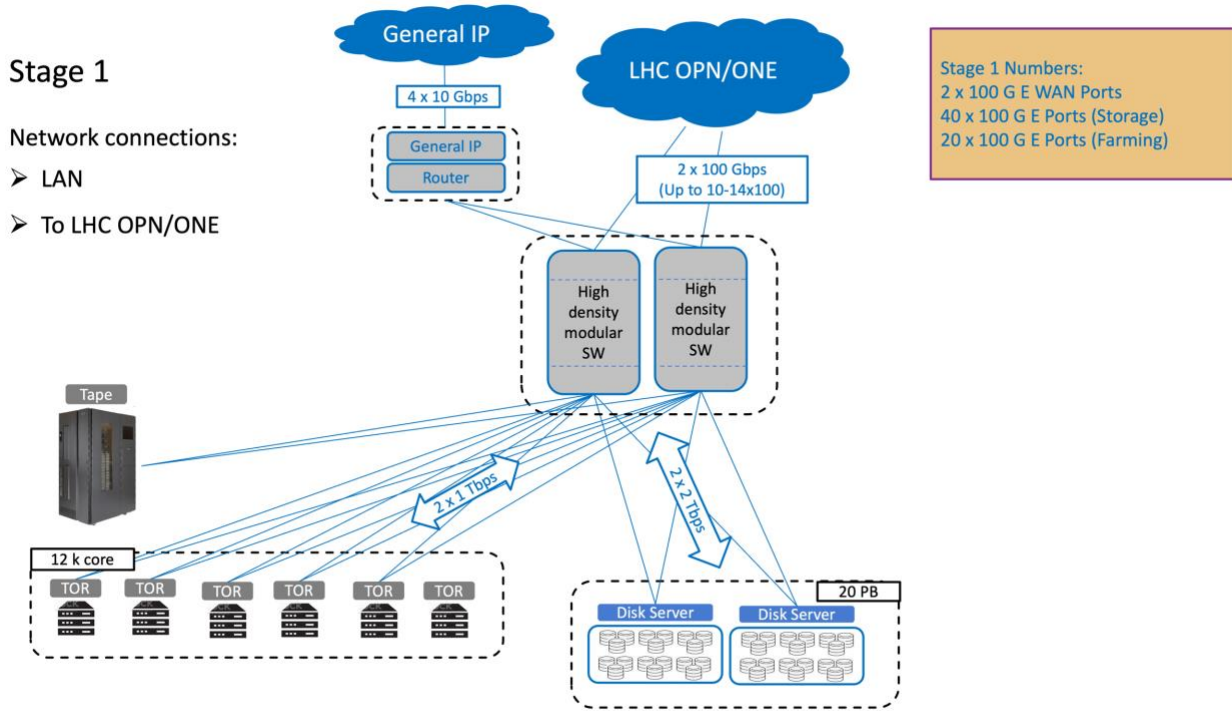 General IP
LHC OPN/ONE
Stage 1
Network connections:
➢ LAN
➢ To LHC OPN/ONE
Stage 1 Numbers:
2 x 100 G E WAN Ports
40 x 100 G E Ports (Storage)
20 x 100 G E Ports (Farming)
4 x 10 Gbps
General IP
Router
2 x 100 Gbps
(Up to 10-14x100)
High
density
modular
SW
High
density
modular
SW
Tape
2 x 1 Tbps
2 x 2 Tbps
12 k core
TOR
TOR
TOR
TOR
TOR
TOR
20 PB
Disk Server
Disk Server